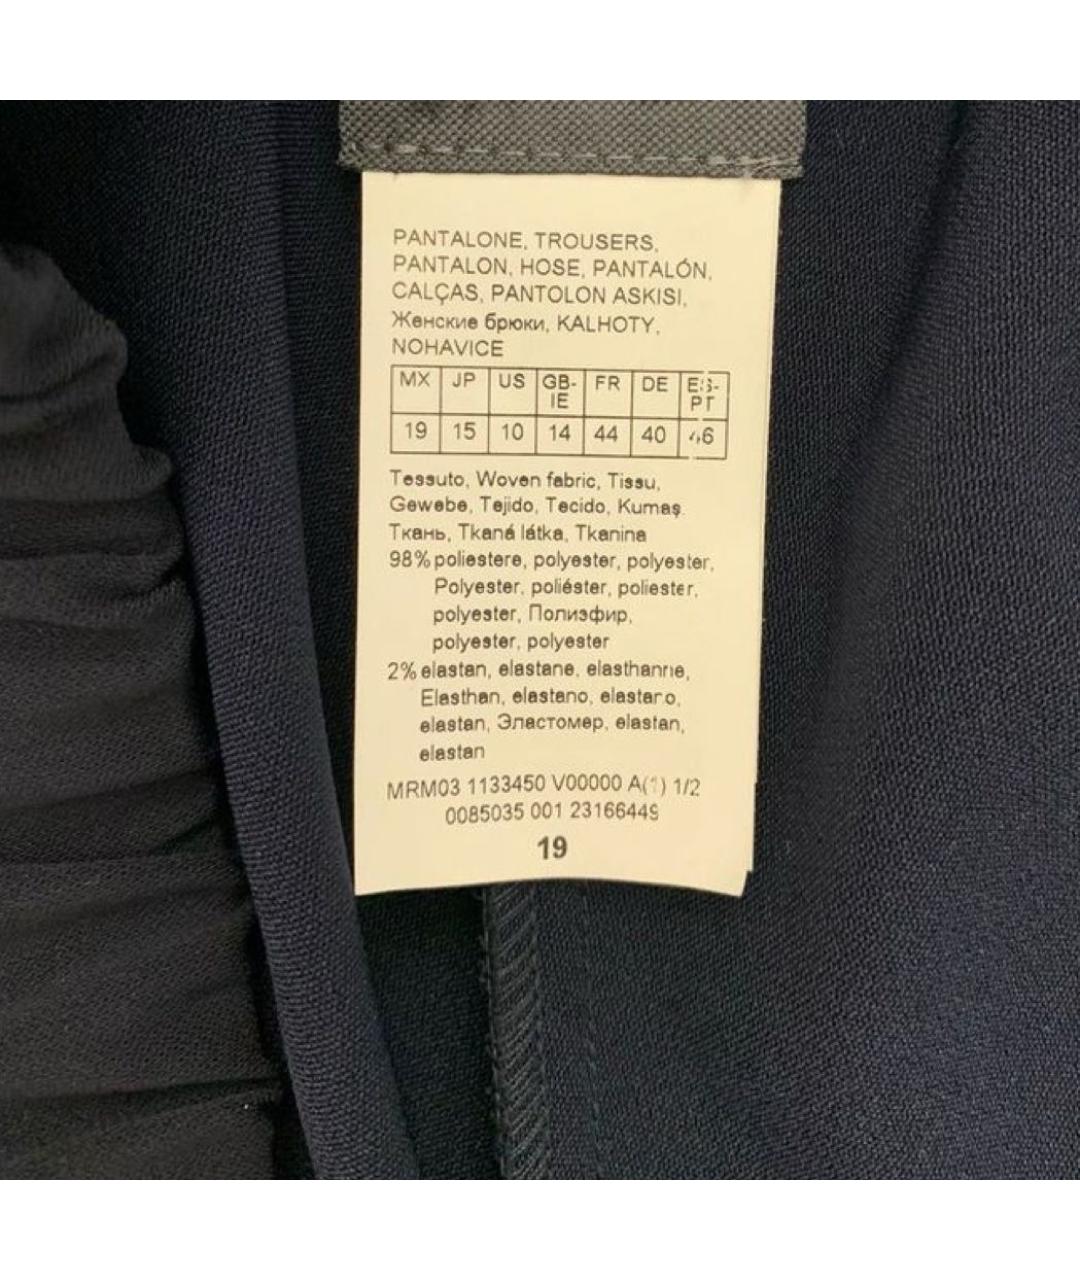 PANTALONE, TROUSERS,
PANTALON, HOSE, PANTALÓN,
CALÇAS, PANTOLON ASKISI,
Женские брюки, KALHOTY,
NOHAVICE
MX JP US GB-IE FR DE ES-PT
19 15 10 14 44 40 46
Tessuto, Woven fabric, Tissu,
Gewebe, Tejido, Tecido, Kumaş
Ткань, Tkaná látka, Tkanina
98% poliestere, polyester, polyester,
Polyester, poliéster, poliester,
polyester, Полиэфир,
polyester, polyester
2% elastan, elastane, elasthanne,
Elasthan, elastano, elastano,
elastan, Эластомер, elastan,
elastan
MRM03 1133450 V00000 A(1) 1/2
0085035 001 23166449
19